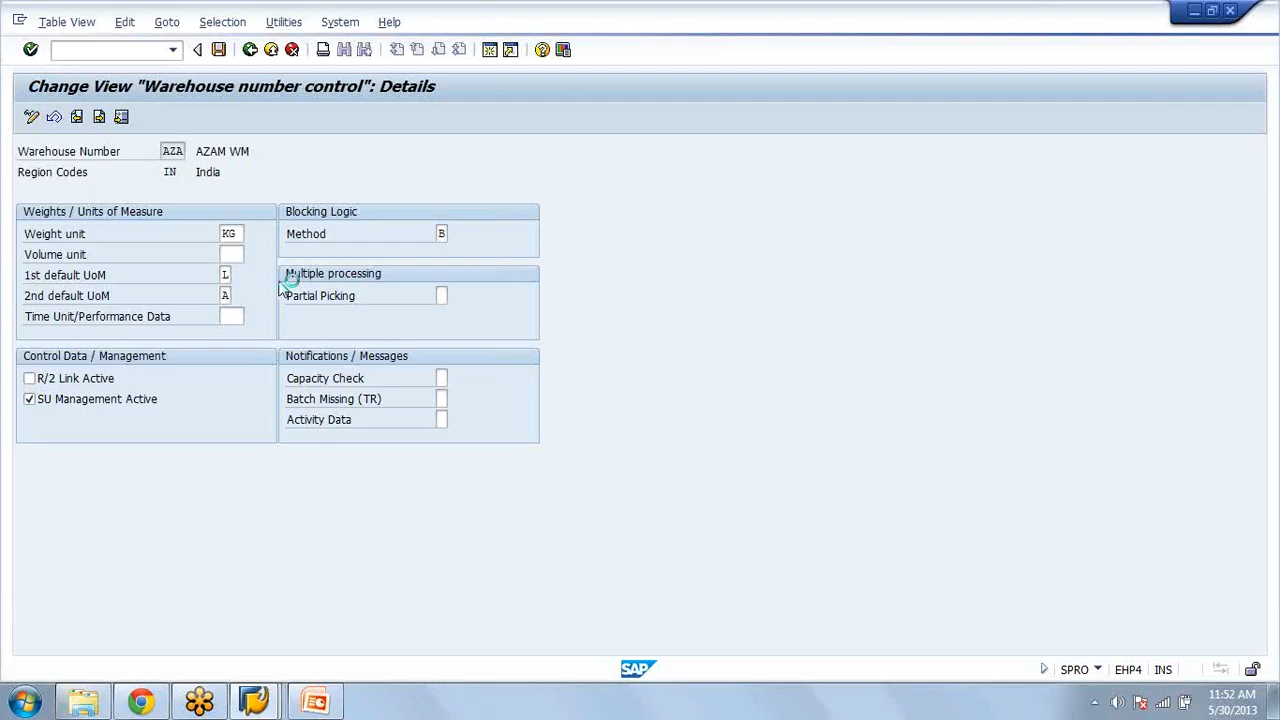 Table View Edit Goto Selection Utilities System Help
Change View "Warehouse number control": Details
Warehouse Number AZA AZAM WM
Region Codes IN India
Weights / Units of Measure
Weight unit KG
Volume unit
1st default UoM L
2nd default UoM A
Time Unit/Performance Data
Blocking Logic
Method B
Multiple processing
Partial Picking
Control Data / Management
R/2 Link Active
SU Management Active
Notifications / Messages
Capacity Check
Batch Missing (TR)
Activity Data
SAP
SPRO EHP4 INS
11:52 AM
5/30/2013